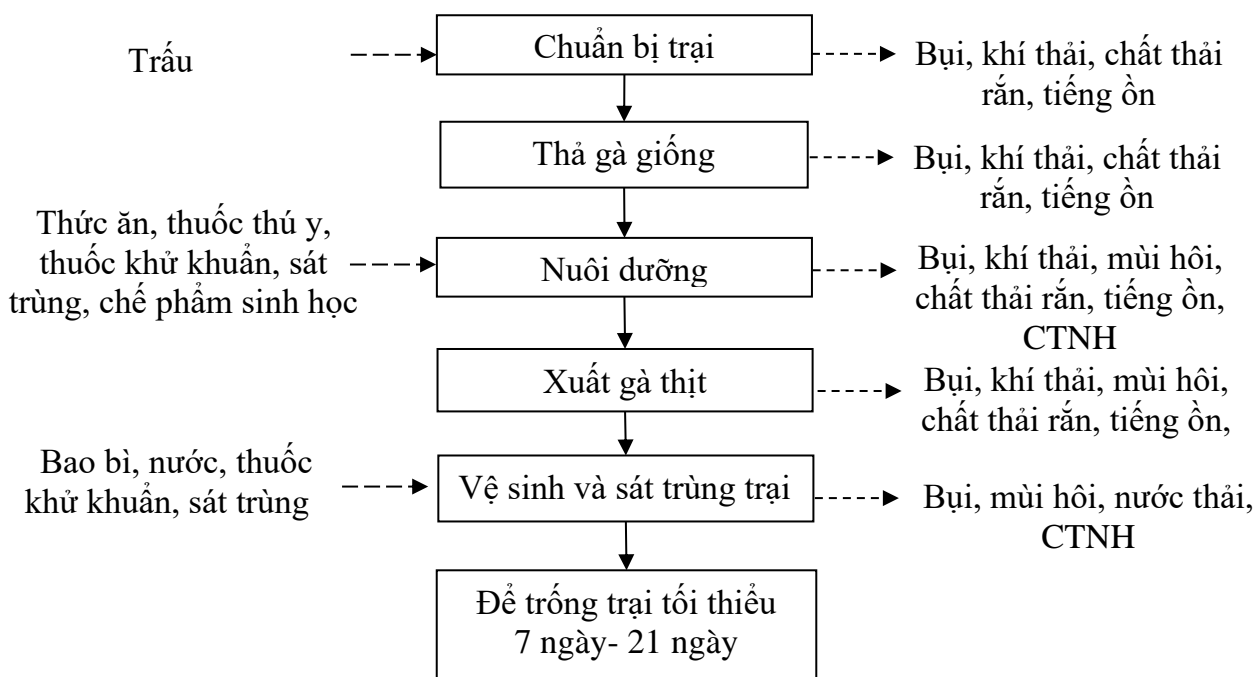 Trấu
Chuẩn bị trại
Bụi, khí thải, chất thải
rắn, tiếng ồn
Thả gà giống
Bụi, khí thải, chất thải
rắn, tiếng ồn
Thức ăn, thuốc thú y,
thuốc khử khuẩn, sát
trùng, chế phẩm sinh học
Nuôi dưỡng
Bụi, khí thải, mùi hôi,
chất thải rắn, tiếng ồn,
CTNH
Xuất gà thịt
Bụi, khí thải, mùi hôi,
chất thải rắn, tiếng ồn,
Bao bì, nước, thuốc
khử khuẩn, sát trùng
Vệ sinh và sát trùng trại
Bụi, mùi hôi, nước thải,
CTNH
Để trống trại tối thiểu
7 ngày- 21 ngày